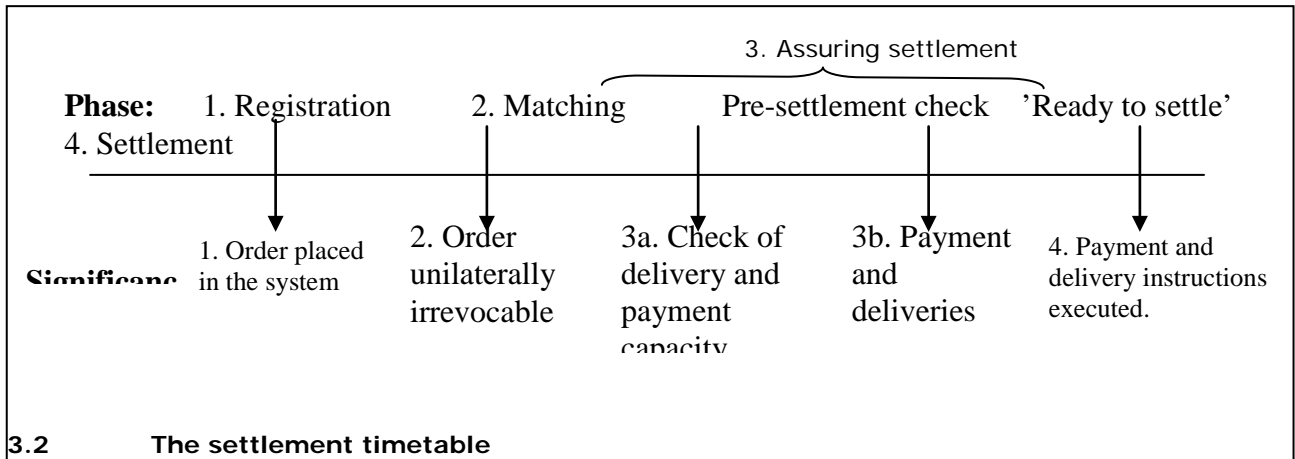 3. Assuring settlement
Phase: 1. Registration 2. Matching Pre-settlement check ’Ready to settle’
4. Settlement
1. Order placed
in the system
2. Order
unilaterally
irrevocable
3a. Check of
delivery and
payment
capacity
3b. Payment
and
deliveries
4. Payment and
delivery instructions
executed.
Significanc
3.2 The settlement timetable